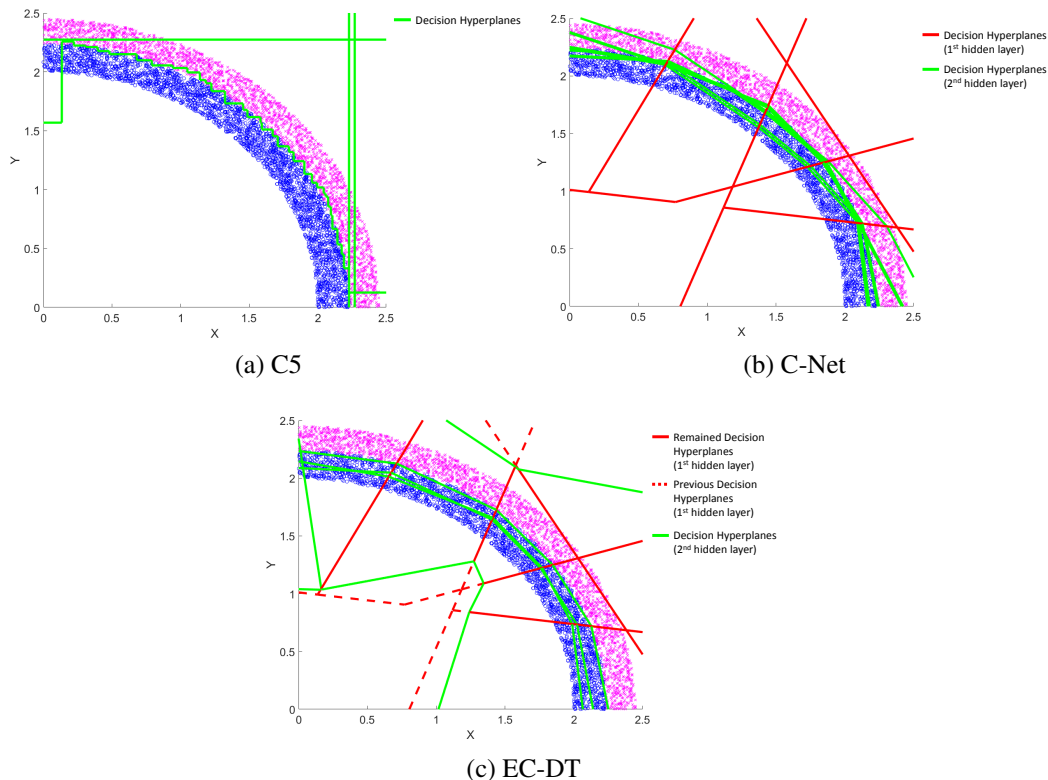 2.5
2
1.5
1
0.5
0
Y
0
0.5
1
1.5
2
2.5
X
Decision Hyperplanes
(a) C5
2.5
2
1.5
1
0.5
0
Y
0
0.5
1
1.5
2
2.5
X
Decision Hyperplanes
(1st hidden layer)
Decision Hyperplanes
(2nd hidden layer)
(b) C-Net
2.5
2
1.5
1
0.5
0
Y
0
0.5
1
1.5
2
2.5
X
Remained Decision
Hyperplanes
(1st hidden layer)
Previous Decision
Hyperplanes
(1st hidden layer)
Decision Hyperplanes
(2nd hidden layer)
(c) EC-DT